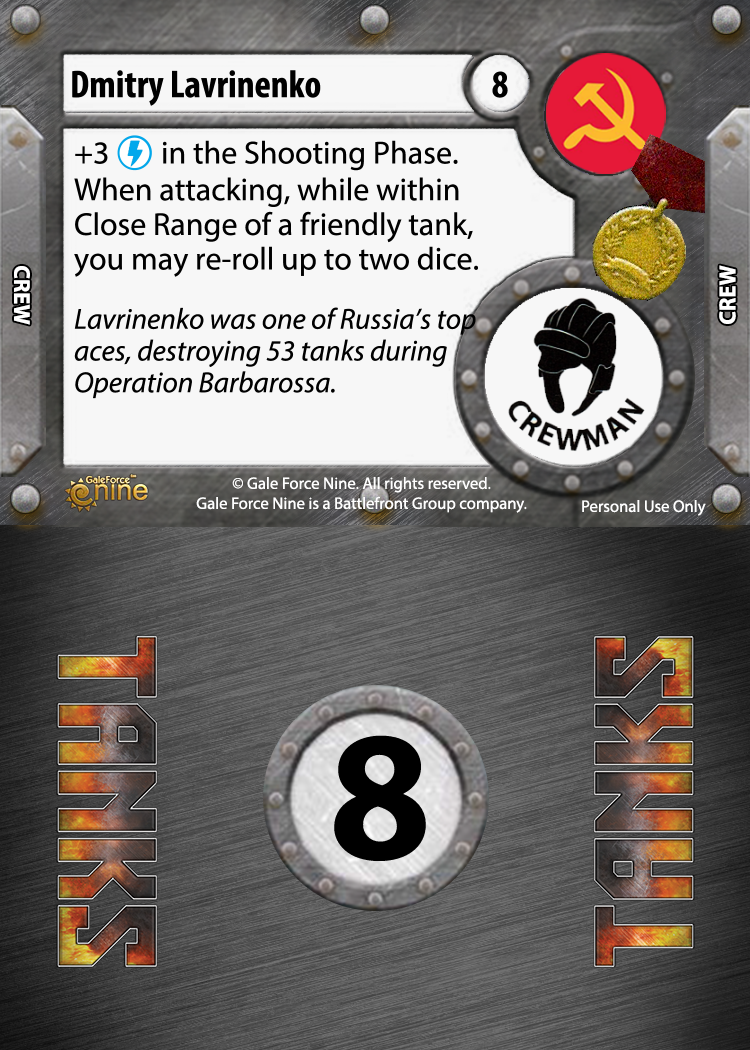 Dmitry Lavrinenko
8
+3 in the Shooting Phase.
When attacking, while within
Close Range of a friendly tank,
you may re-roll up to two dice.
Lavrinenko was one of Russia's top
aces, destroying 53 tanks during
Operation Barbarossa.
CREW
CREW
CREWMAN
GaleForce™
nine
© Gale Force Nine. All rights reserved.
Gale Force Nine is a Battlefront Group company.
Personal Use Only
TANKS
8
TANKS